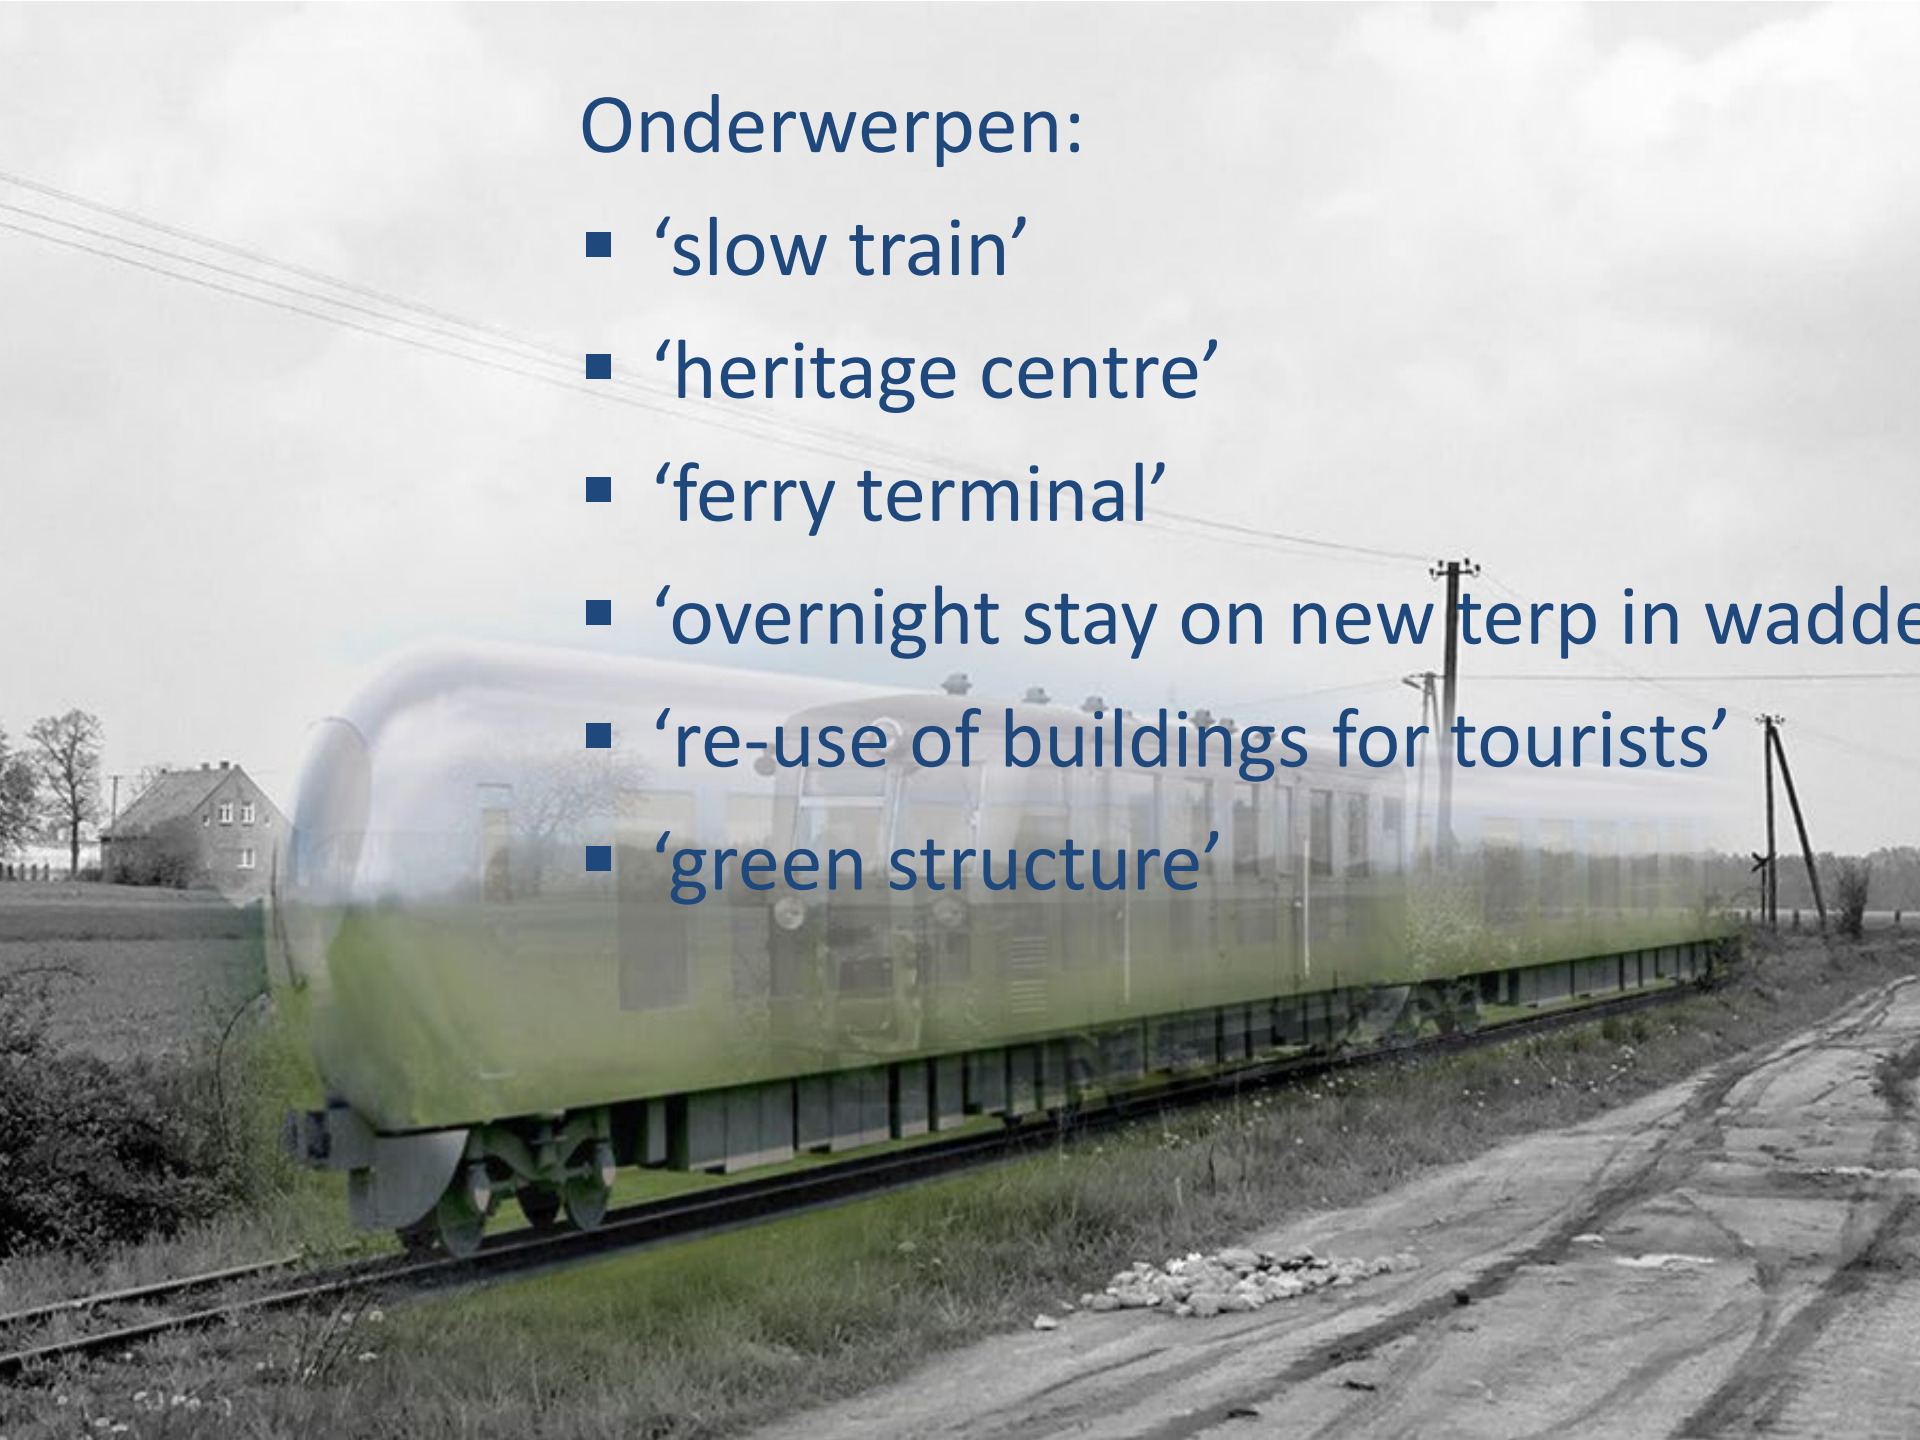 Onderwerpen:
▪ ‘slow train’
▪ ‘heritage centre’
▪ ‘ferry terminal’
▪ ‘overnight stay on new terp in
▪ ‘re-use of buildings for tourists’
▪ ‘green structure’